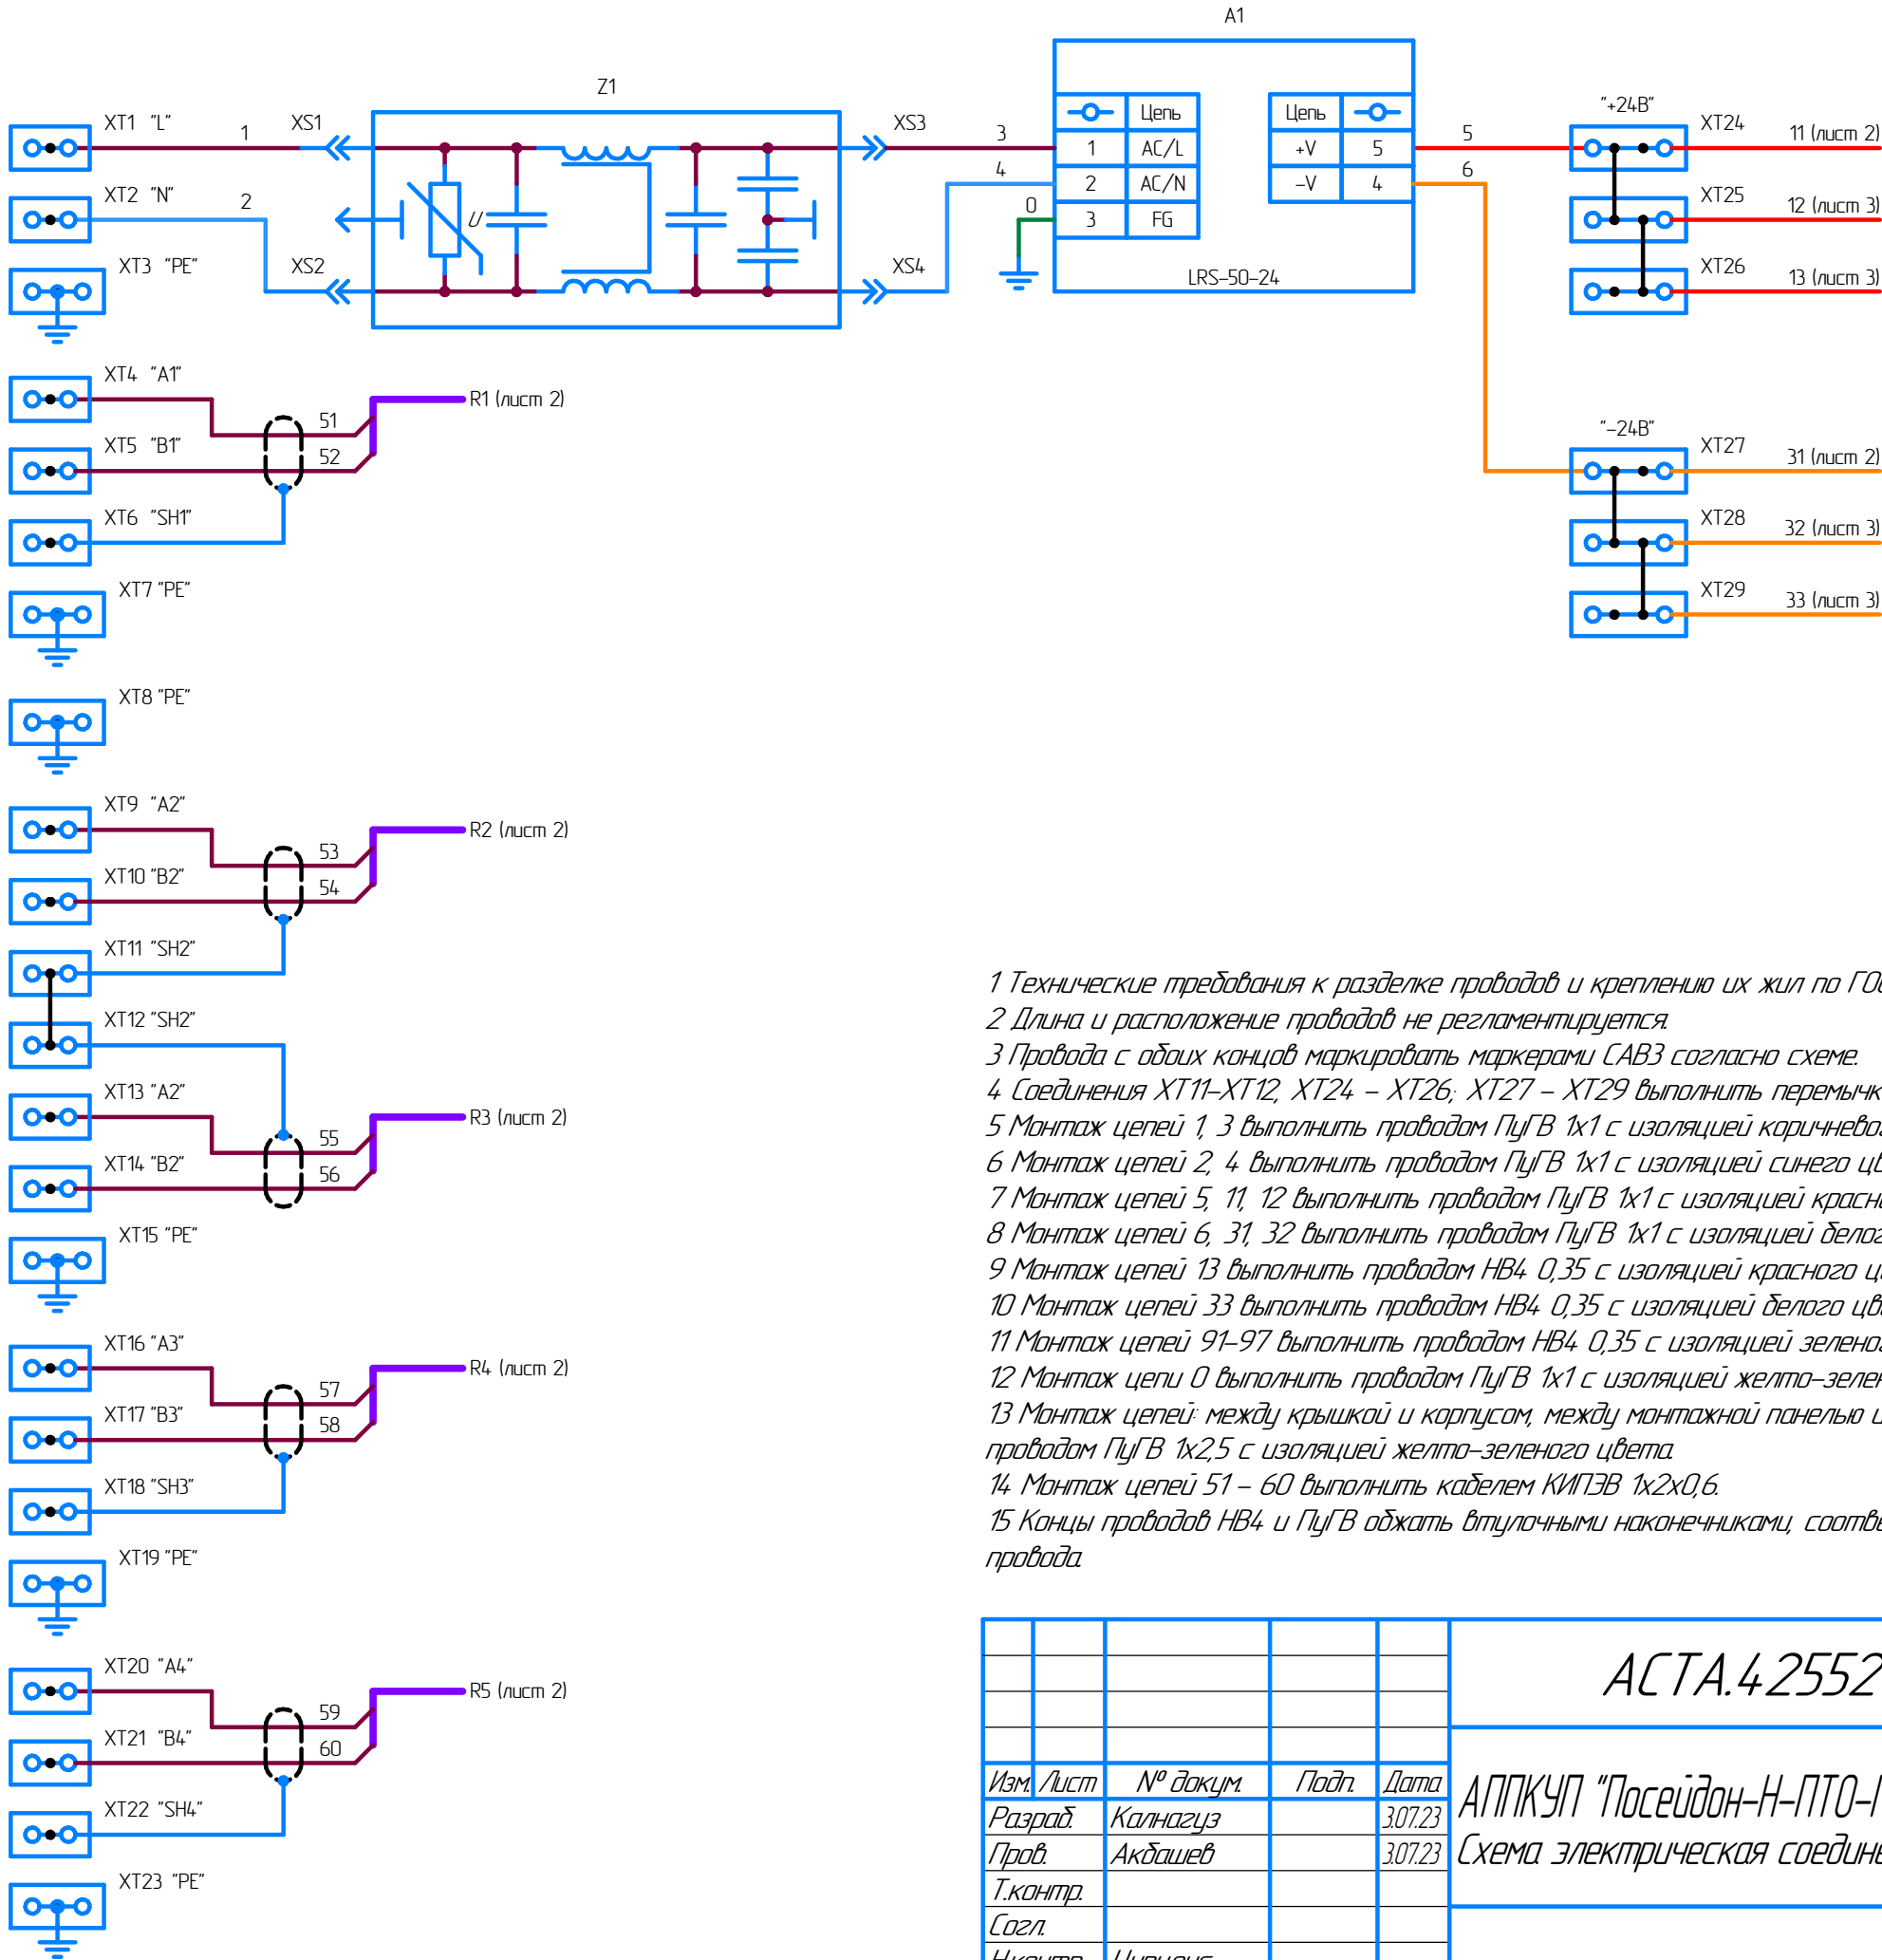 A1
Z1
XT1 "L"
1
XS1
XS3
3
Цепь
Цепь
5
"+24В"
XT24
11 (лист 2)
1
AC/L
+V
5
XT2 "N"
2
4
2
AC/N
-V
4
6
XT25
12 (лист 3)
U
0
3
FG
XT3 "PE"
XS2
XS4
LRS-50-24
XT26
13 (лист 3)
XT4 "A1"
R1 (лист 2)
51
XT5 "B1"
52
"-24В"
XT27
31 (лист 2)
XT6 "SH1"
XT28
32 (лист 3)
XT7 "PE"
XT29
33 (лист 3)
XT8 "PE"
XT9 "A2"
R2 (лист 2)
53
XT10 "B2"
54
XT11 "SH2"
XT12 "SH2"
XT13 "A2"
R3 (лист 2)
55
XT14 "B2"
56
XT15 "PE"
XT16 "A3"
R4 (лист 2)
57
XT17 "B3"
58
XT18 "SH3"
XT19 "PE"
XT20 "A4"
R5 (лист 2)
59
XT21 "B4"
60
XT22 "SH4"
XT23 "PE"
1 Технические требования к разделке проводов и креплению их жил по
2 Длина и расположение проводов не регламентируется.
3 Провода с обоих концов маркировать маркерами САВ3 согласно схеме.
4 Соединения XT11-XT12, XT24 - XT26; XT27 - XT29 выполнить
5 Монтаж цепей 1, 3 выполнить проводом ПуГВ 1х1 с изоляцией
6 Монтаж цепей 2, 4 выполнить проводом ПуГВ 1х1 с изоляцией синего
7 Монтаж цепей 5, 11, 12 выполнить проводом ПуГВ 1х1 с изоляцией
8 Монтаж цепей 6, 31, 32 выполнить проводом ПуГВ 1х1 с изоляцией
9 Монтаж цепей 13 выполнить проводом НВ4 0,35 с изоляцией красного
10 Монтаж цепей 33 выполнить проводом НВ4 0,35 с изоляцией белого
11 Монтаж цепей 91-97 выполнить проводом НВ4 0,35 с изоляцией
12 Монтаж цепи 0 выполнить проводом ПуГВ 1х1 с изоляцией
13 Монтаж цепей: между крышкой и корпусом, между монтажной панелью и
проводом ПуГВ 1х2,5 с изоляцией желто-зеленого цвета.
14 Монтаж цепей 51 - 60 выполнить кабелем КИПЭВ 1х2х0,6.
15 Концы проводов НВ4 и ПуГВ обжать втулочными наконечниками,
провода.
АСТА.42552
Изм.
Лист
№ докум.
Подп.
Дата
Разраб.
Калнагуз
3.07.23
Пров.
Акбашев
3.07.23
Т.контр.
Согл.
АППКУП "Посейдон-Н-ПТО-
Схема электрическая